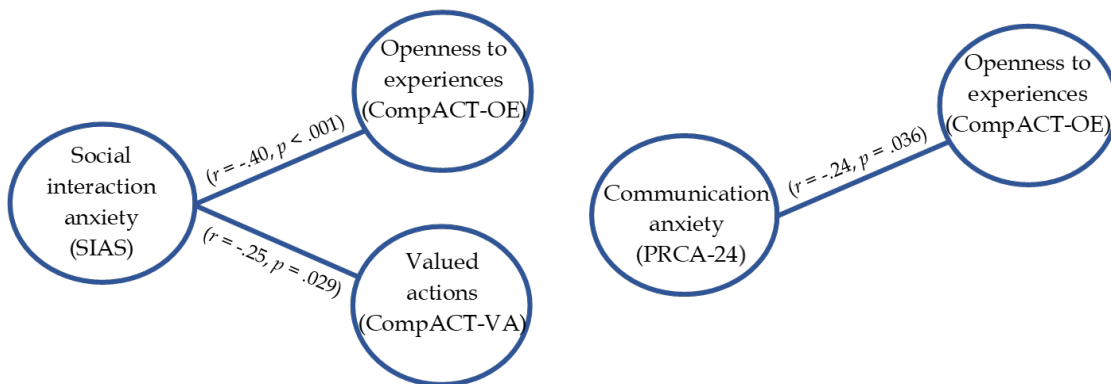 Openness to
experiences
(CompACT-OE)
(r = -.40, p < .001)
Social
interaction
anxiety
(SIAS)
(r = -.25, p = .029)
Valued
actions
(CompACT-VA)
Openness to
experiences
(CompACT-OE)
(r = -.24, p = .036)
Communication
anxiety
(PRCA-24)